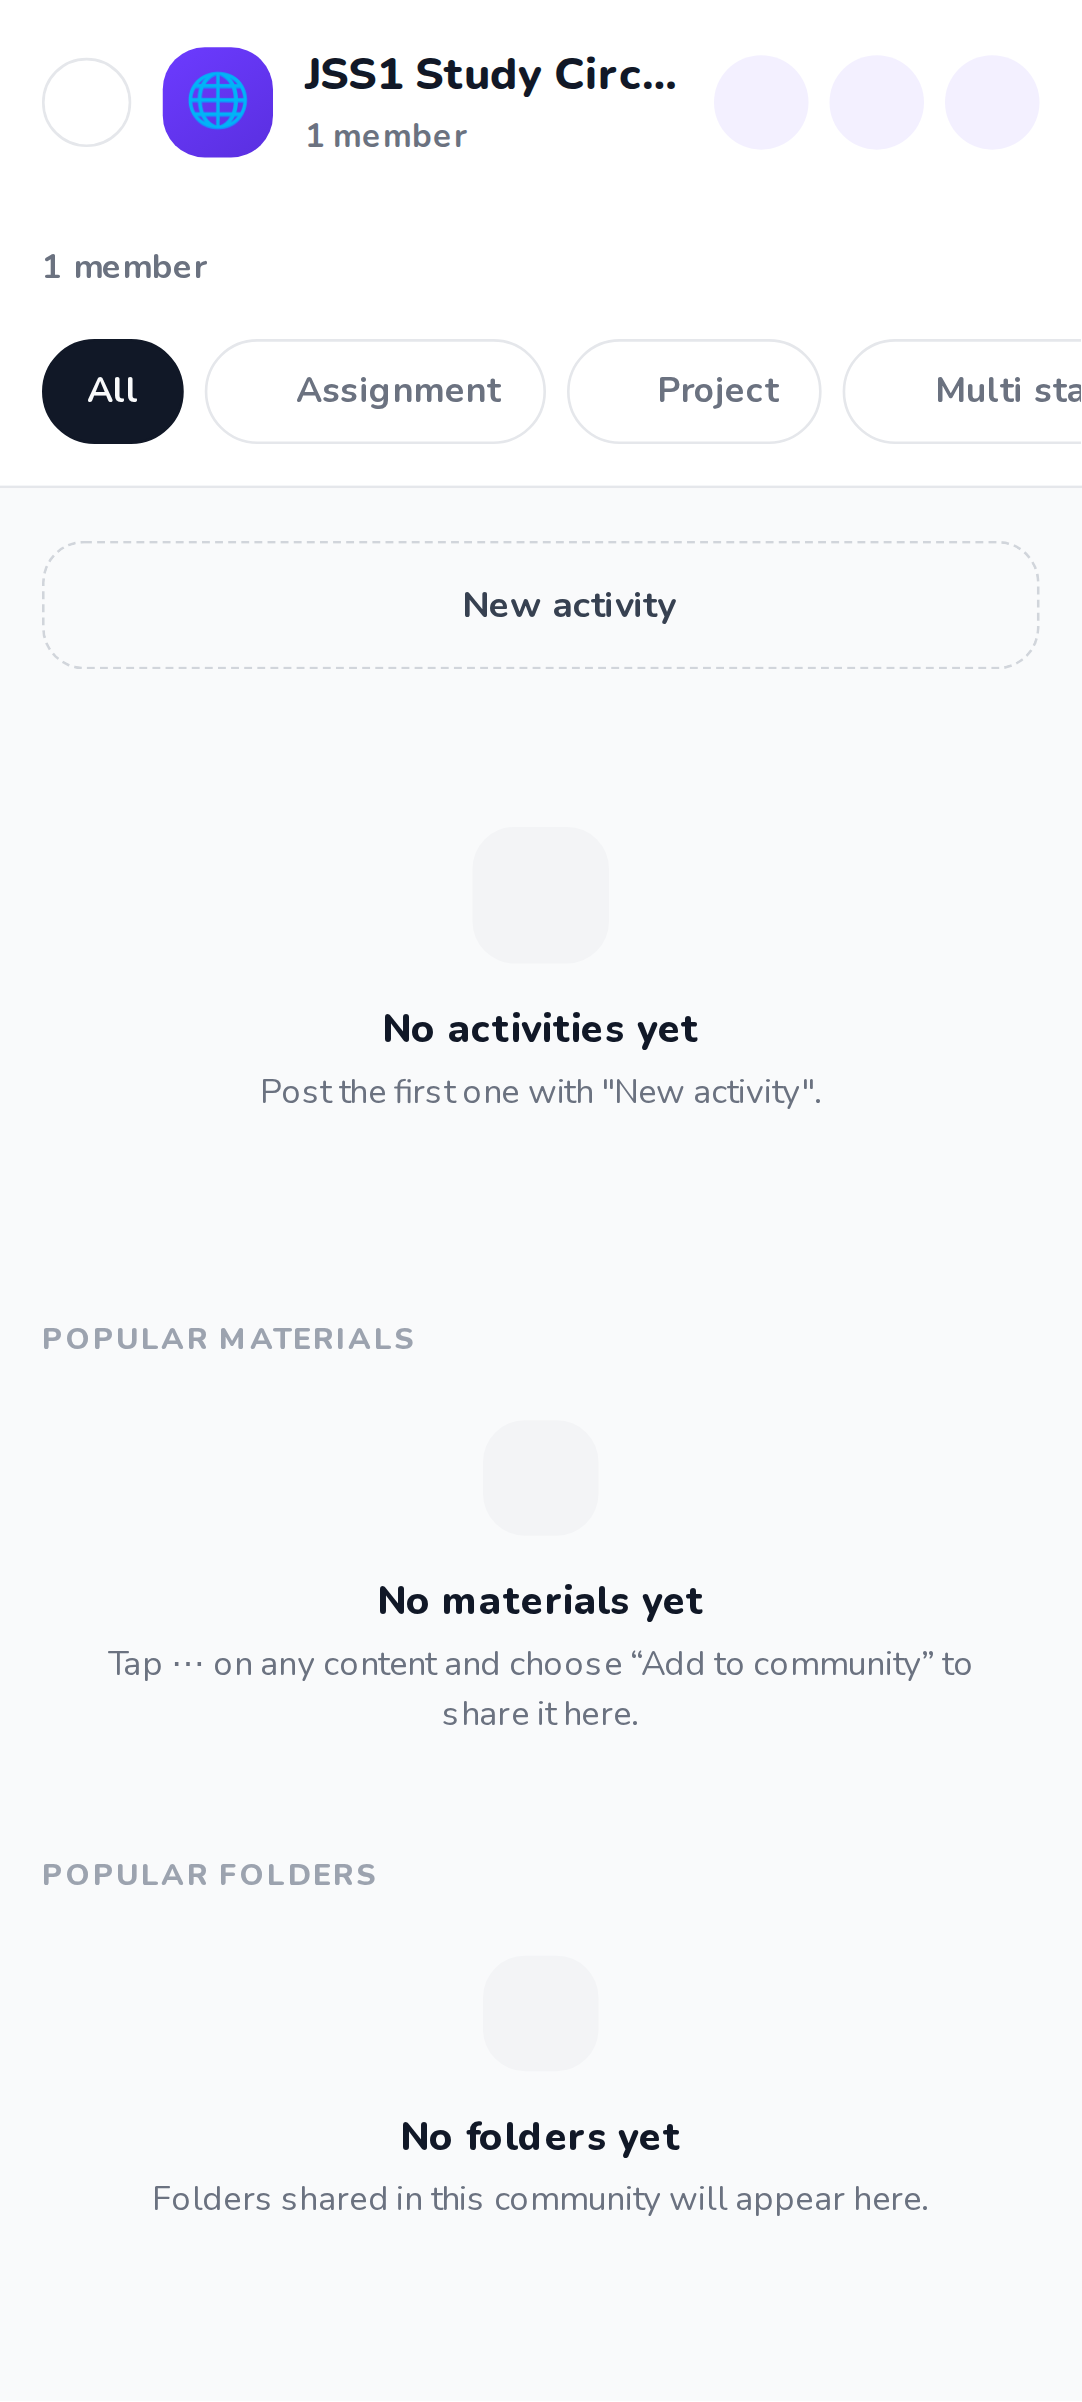 JSS1 Study Circ...
1 member
1 member
All
Assignment
Project
Multi sta
New activity
No activities yet
Post the first one with "New activity".
POPULAR MATERIALS
No materials yet
Tap ··· on any content and choose “Add to community” to
share it here.
POPULAR FOLDERS
No folders yet
Folders shared in this community will appear here.